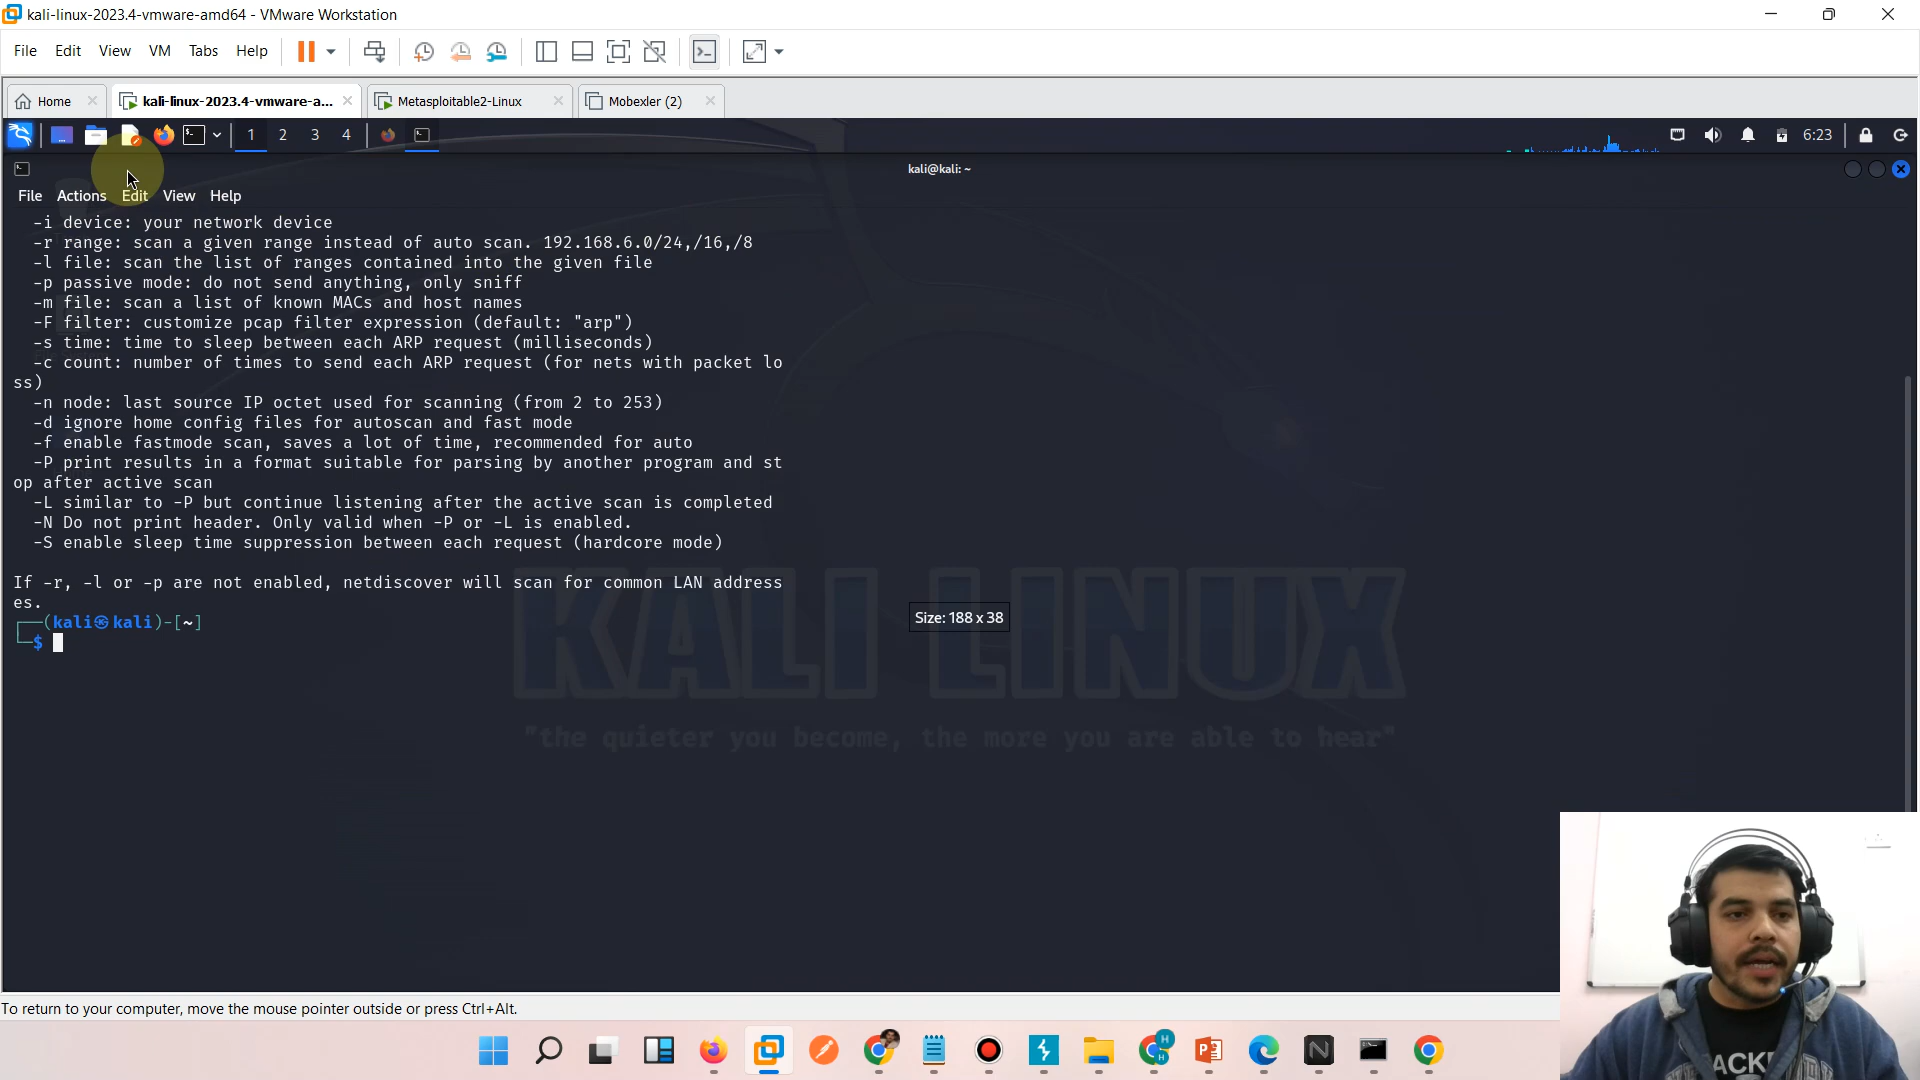 kali-linux-2023.4-vmware-amd64 - VMware Workstation
File Edit View VM Tabs Help
Home kali-linux-2023.4-vmware-a... Metasploitable2-Linux Mobexler (2)
1 2 3 4 6:23
kali@kali: ~
File Actions Edit View Help
-i device: your network device
-r range: scan a given range instead of auto scan. 192.168.6.0/24,/16,/8
-l file: scan the list of ranges contained into the given file
-p passive mode: do not send anything, only sniff
-m file: scan a list of known MACs and host names
-F filter: customize pcap filter expression (default: "arp")
-s time: time to sleep between each ARP request (milliseconds)
-c count: number of times to send each ARP request (for nets with packet lo
ss)
-n node: last source IP octet used for scanning (from 2 to 253)
-d ignore home config files for autoscan and fast mode
-f enable fastmode scan, saves a lot of time, recommended for auto
-P print results in a format suitable for parsing by another program and st
op after active scan
-L similar to -P but continue listening after the active scan is completed
-N Do not print header. Only valid when -P or -L is enabled.
-S enable sleep time suppression between each request (hardcore mode)
If -r, -l or -p are not enabled, netdiscover will scan for common LAN address
es.
(kali㉿kali)-[~]
$
Size: 188 x 38
KALI LINUX
"the quieter you become, the more you are able to hear"
To return to your computer, move the mouse pointer outside or press Ctrl+Alt.